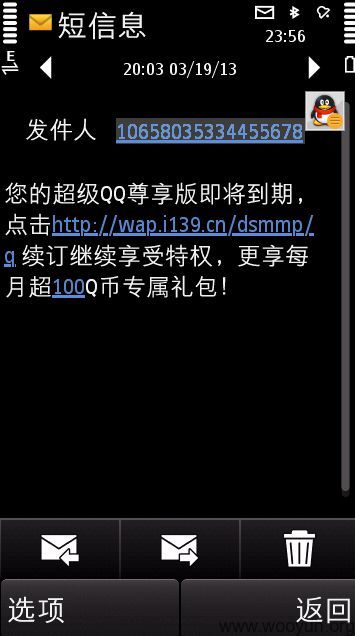 短信息
23:56
E
20:03 03/19/13
发件人 10658035334455678
您的超级QQ尊享版即将到期，
点击http://wap.i139.cn/dsmmp/
q 续订继续享受特权，更享每
月超100Q币专属礼包！
选项 返回
www.wooyun.org